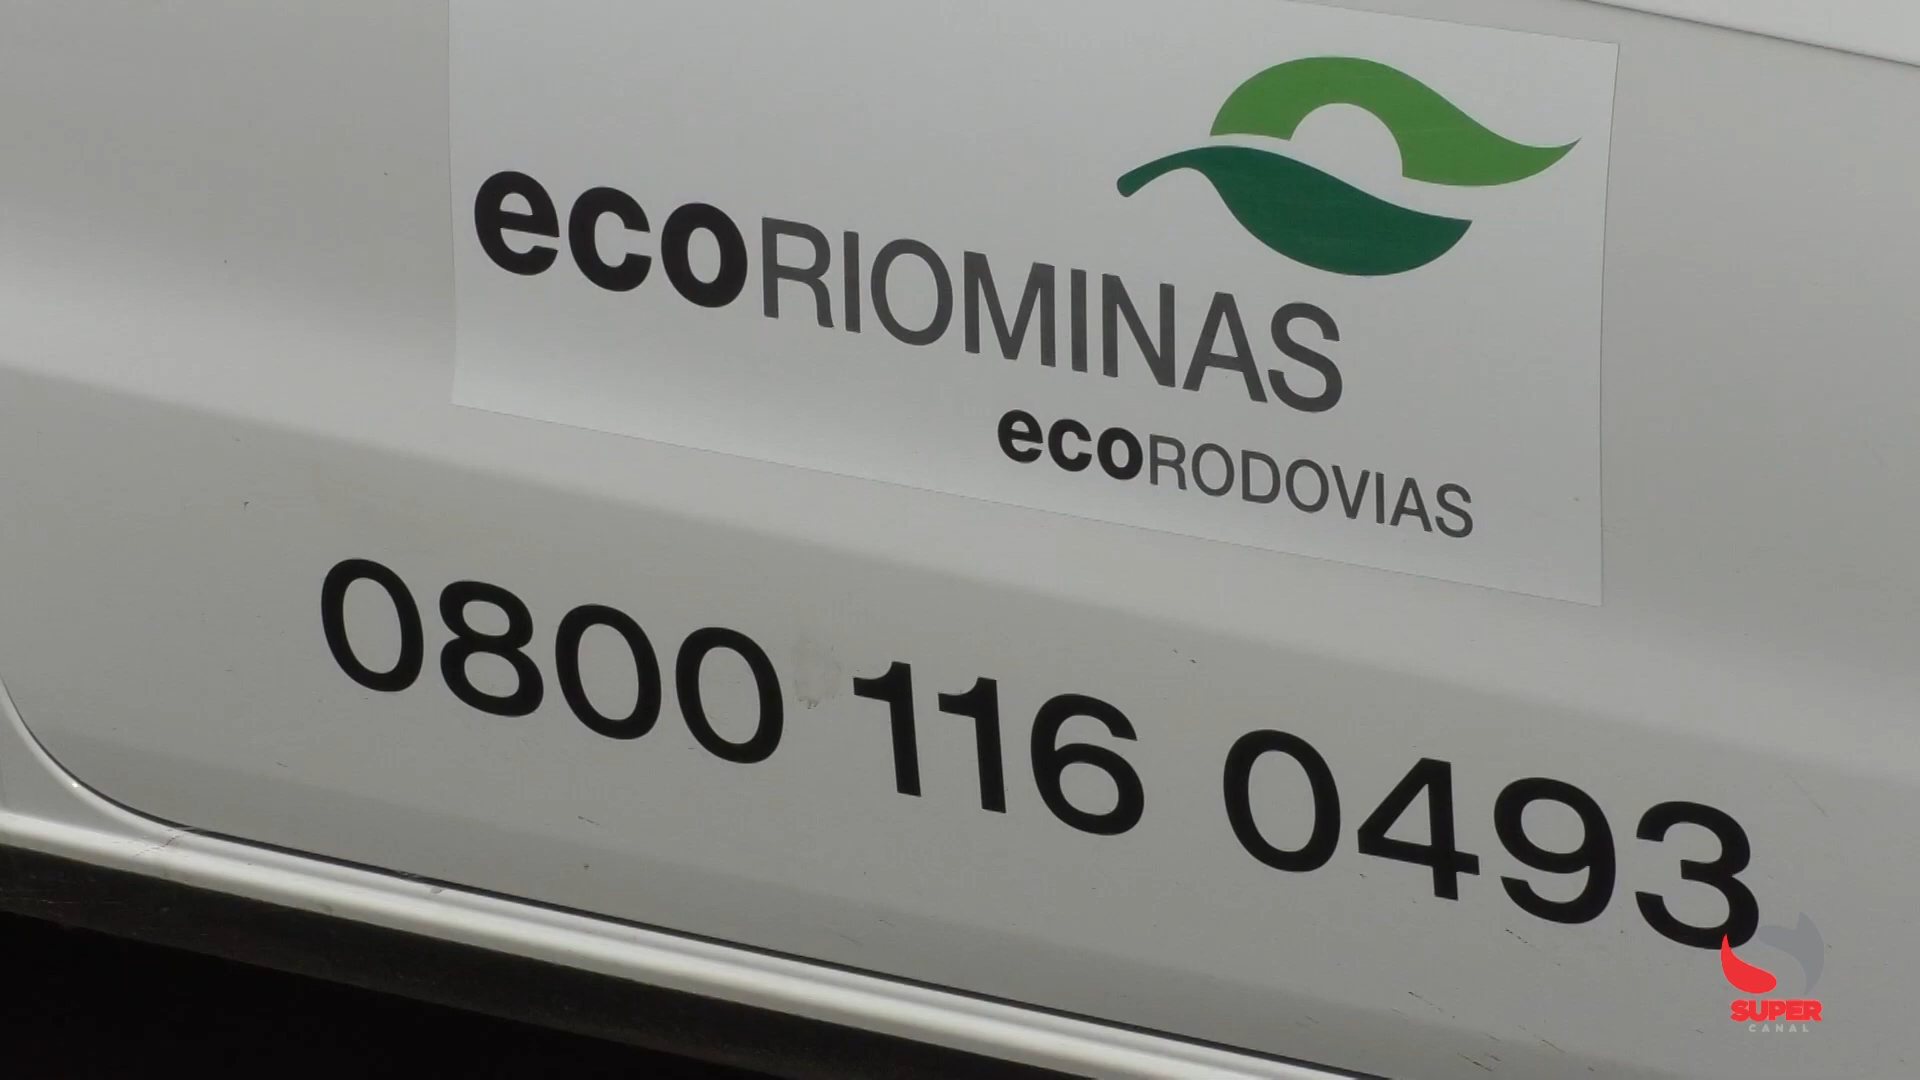 ecoRIOMINAS
ecoRODOVIAS
0800 116 0493
SUPER
CANAL